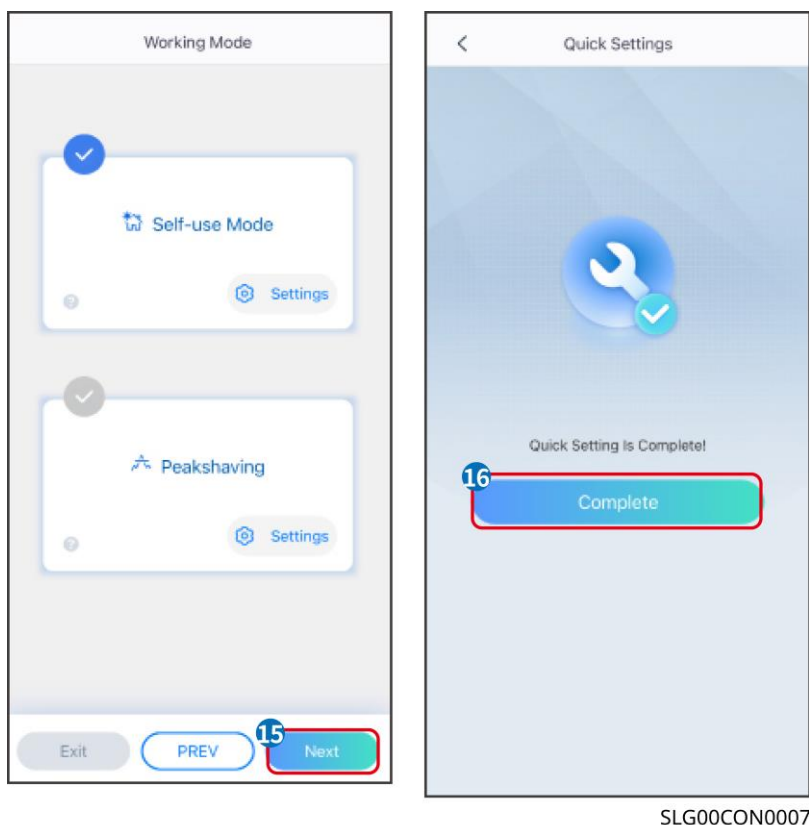 Working Mode
Self-use Mode
?
Settings
Peakshaving
?
Settings
Exit
PREV
15
Next
Quick Settings
Quick Setting Is Complete!
16
Complete
SLG00CON0007